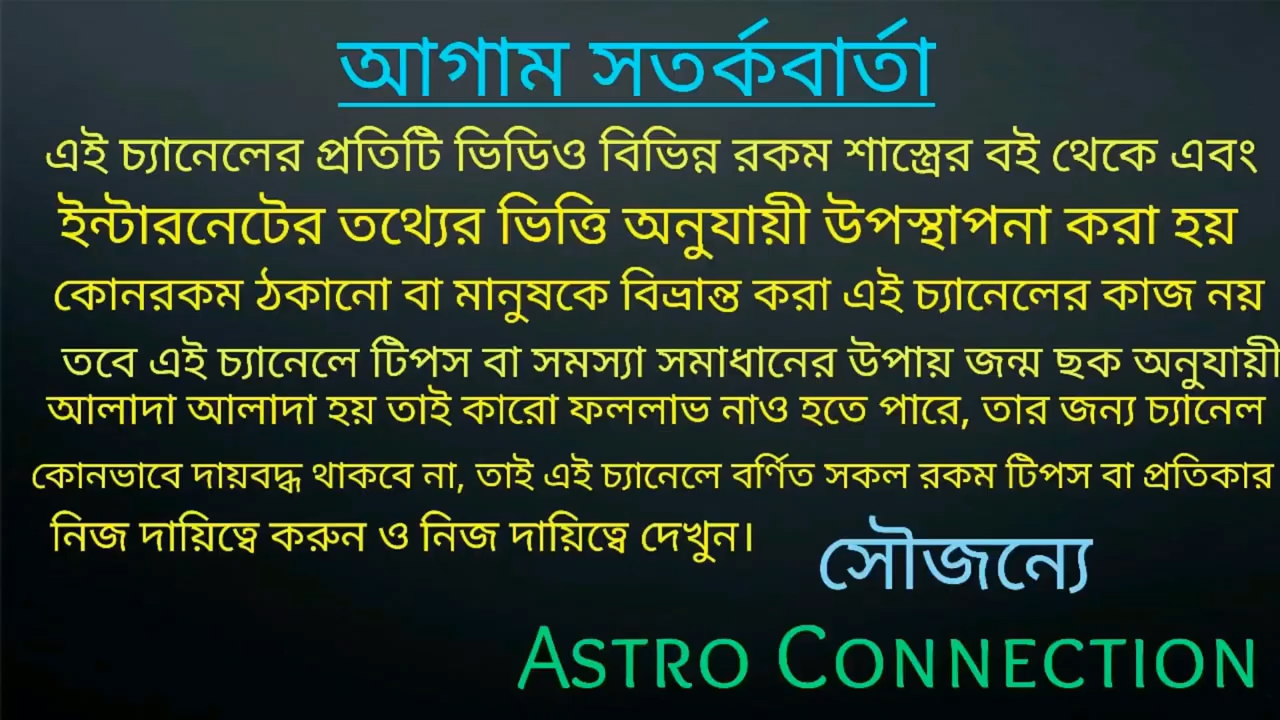 আগাম সতর্কবার্তা
এই চ্যানেলের প্রতিটি ভিডিও বিভিন্ন রকম শাস্ত্রের বই থেকে এবং
ইন্টারনেটের তথ্যের ভিত্তি অনুযায়ী উপস্থাপনা করা হয়
কোনরকম ঠকানো বা মানুষকে বিভ্রান্ত করা এই চ্যানেলের কাজ নয়
তবে এই চ্যানেলে টিপস বা সমস্যা সমাধানের উপায় জন্ম ছক অনুযায়ী
আলাদা আলাদা হয় তাই কারো ফললাভ নাও হতে পারে, তার জন্য চ্যানেল
কোনভাবে দায়বদ্ধ থাকবে না, তাই এই চ্যানেলে বর্ণিত সকল রকম টিপস বা প্রতিকার
নিজ দায়িত্বে করুন ও নিজ দায়িত্বে দেখুন।
সৌজন্যে
ASTRO CONNECTION